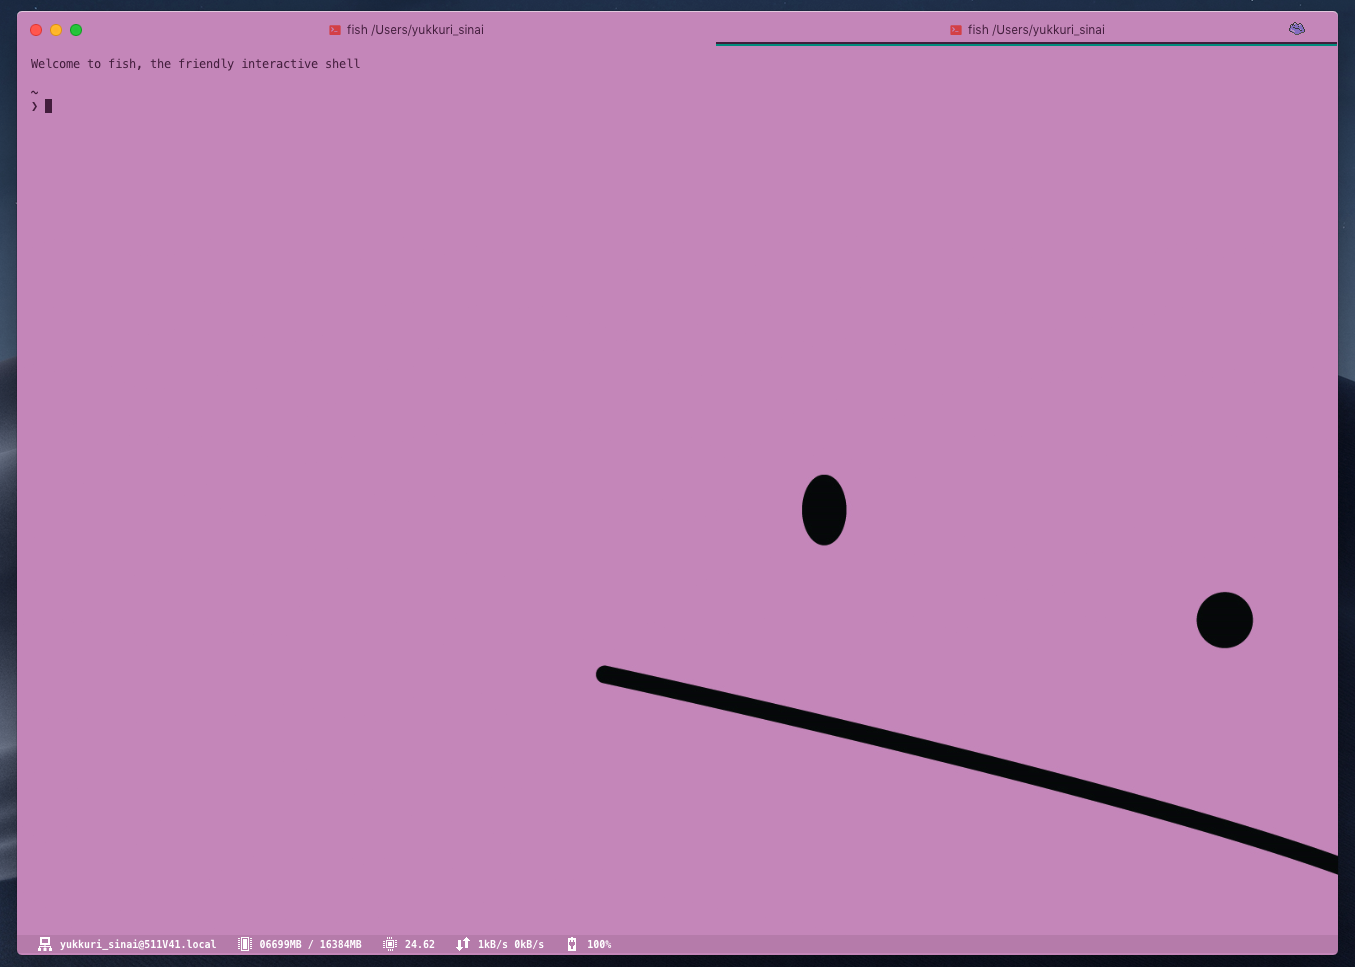 fish /Users/yukkuri_sinai fish /Users/yukkuri_sinai
Welcome to fish, the friendly interactive shell
~
❯
yukkuri_sinai@511V41.local 06699MB / 16384MB 24.62 1kB/s 0kB/s 100%